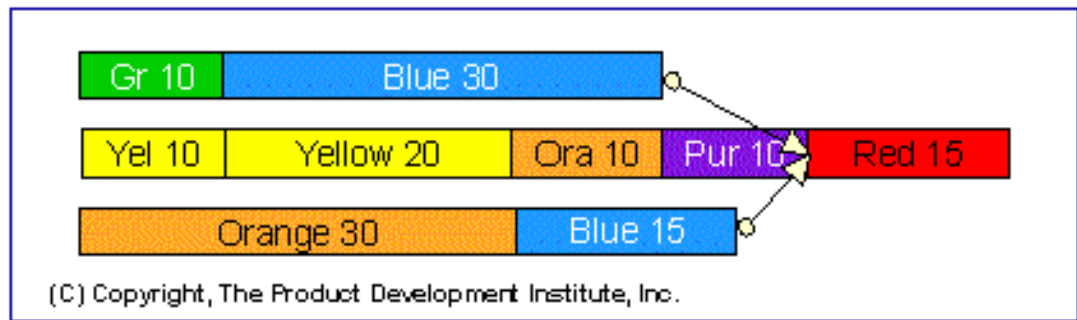 Gr 10 Blue 30
Yel 10 Yellow 20 Ora 10 Pur 10 Red 15
Orange 30 Blue 15
(C) Copyright, The Product Development Institute, Inc.